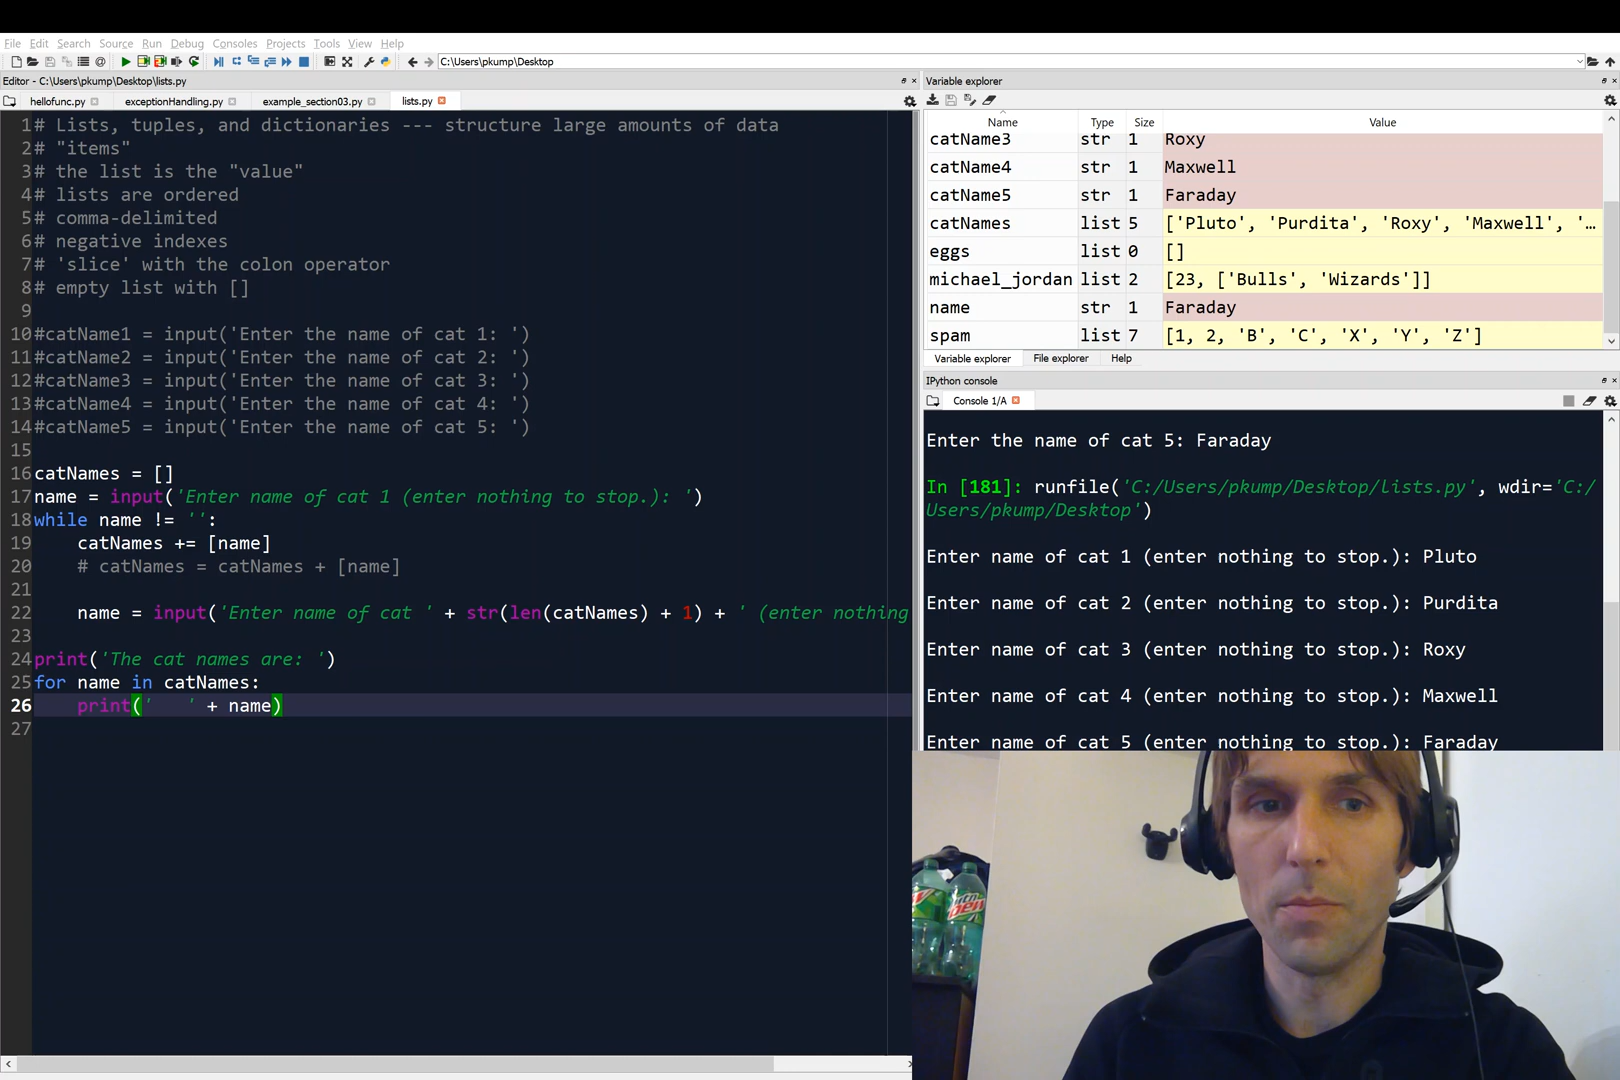 File Edit Search Source Run Debug Consoles Projects Tools View Help
C:\Users\pkump\Desktop
Editor - C:\Users\pkump\Desktop\lists.py
hellofunc.py exceptionHandling.py example_section03.py lists.py
1 # Lists, tuples, and dictionaries --- structure large amounts of data
2 # "items"
3 # the list is the "value"
4 # lists are ordered
5 # comma-delimited
6 # negative indexes
7 # 'slice' with the colon operator
8 # empty list with []
9
10 #catName1 = input('Enter the name of cat 1: ')
11 #catName2 = input('Enter the name of cat 2: ')
12 #catName3 = input('Enter the name of cat 3: ')
13 #catName4 = input('Enter the name of cat 4: ')
14 #catName5 = input('Enter the name of cat 5: ')
15
16 catNames = []
17 name = input('Enter name of cat 1 (enter nothing to stop.): ')
18 while name != '':
19     catNames += [name]
20     # catNames = catNames + [name]
21
22     name = input('Enter name of cat ' + str(len(catNames) + 1) + ' (enter nothing
23
24 print('The cat names are: ')
25 for name in catNames:
26     print('   ' + name)
27
Variable explorer
Name Type Size Value
catName3 str 1 Roxy
catName4 str 1 Maxwell
catName5 str 1 Faraday
catNames list 5 ['Pluto', 'Purdita', 'Roxy', 'Maxwell', '...
eggs list 0 []
michael_jordan list 2 [23, ['Bulls', 'Wizards']]
name str 1 Faraday
spam list 7 [1, 2, 'B', 'C', 'X', 'Y', 'Z']
Variable explorer File explorer Help
IPython console
Console 1/A
Enter the name of cat 5: Faraday
In [181]: runfile('C:/Users/pkump/Desktop/lists.py', wdir='C:/
Users/pkump/Desktop')
Enter name of cat 1 (enter nothing to stop.): Pluto
Enter name of cat 2 (enter nothing to stop.): Purdita
Enter name of cat 3 (enter nothing to stop.): Roxy
Enter name of cat 4 (enter nothing to stop.): Maxwell
Enter name of cat 5 (enter nothing to stop.): Faraday
DEW